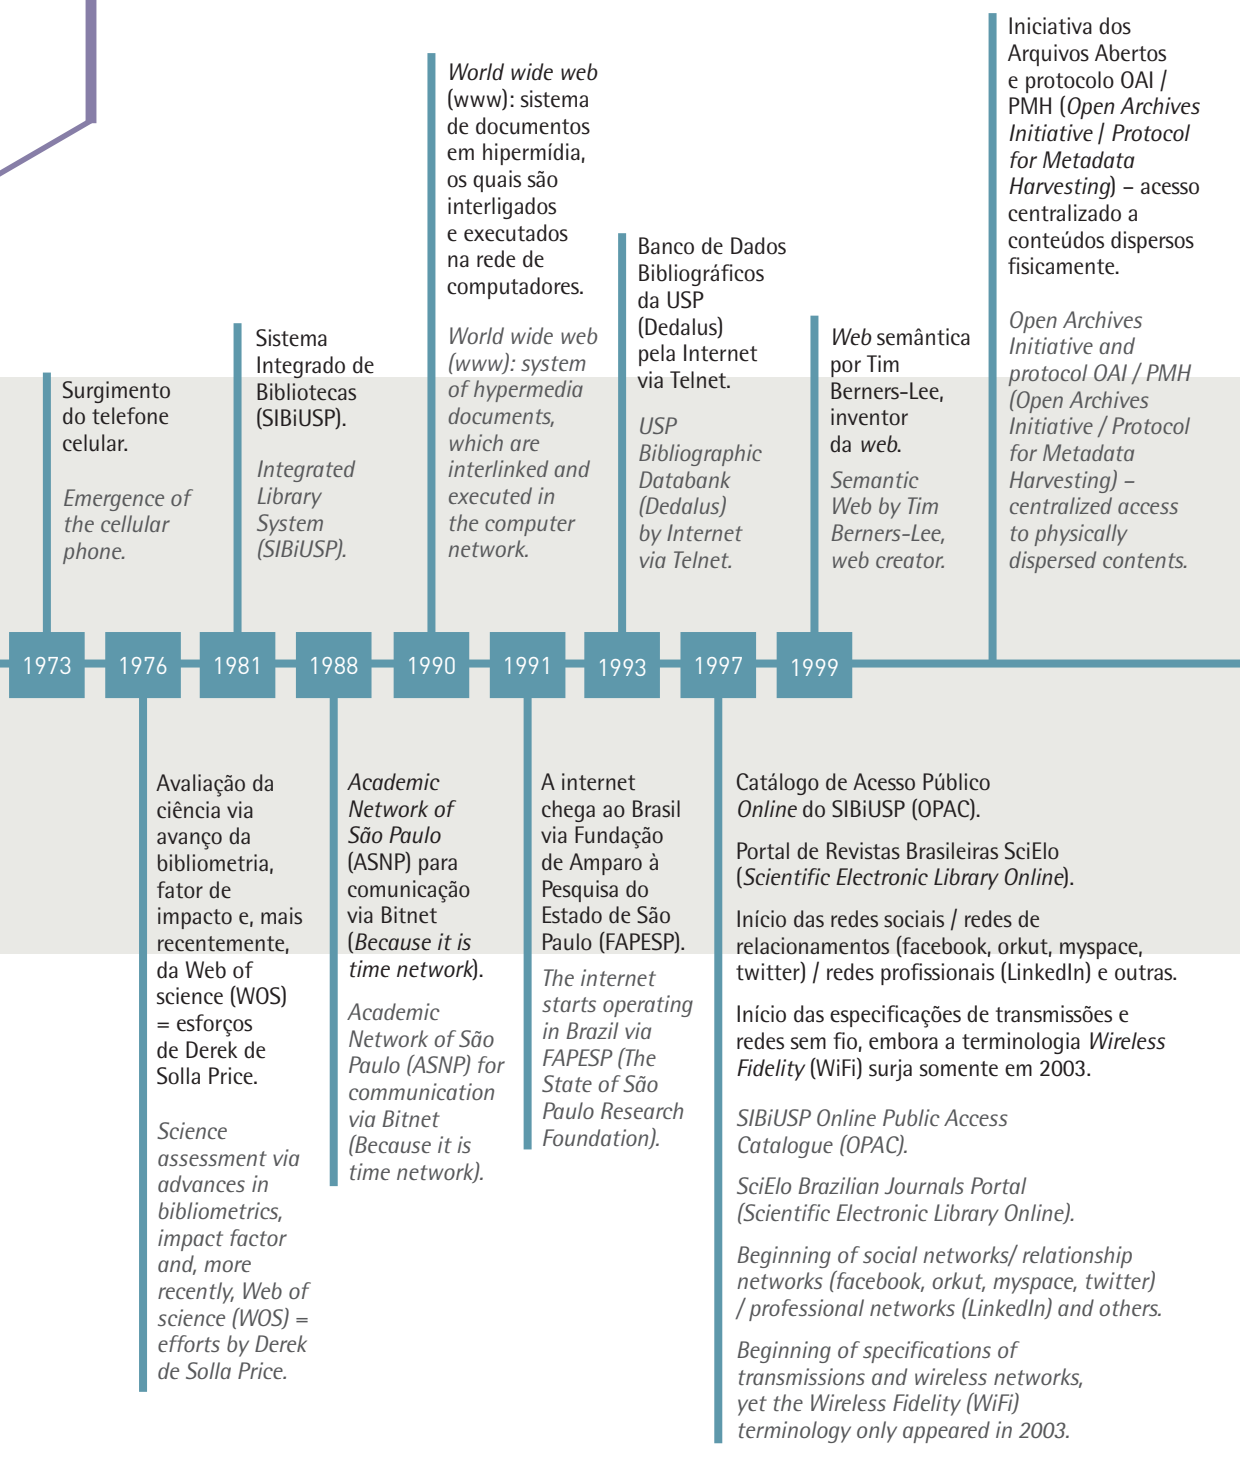 Surgimento
do telefone
celular.
Emergence of
the cellular
phone.
Sistema
Integrado de
Bibliotecas
(SIBiUSP).
Integrated
Library
System
(SIBiUSP).
World wide web
(www): sistema
de documentos
em hipermídia,
os quais são
interligados
e executados
na rede de
computadores.
World wide web
(www): system
of hypermedia
documents,
which are
interlinked and
executed in
the computer
network.
Banco de Dados
Bibliográficos
da USP
(Dedalus)
pela Internet
via Telnet.
USP
Bibliographic
Databank
(Dedalus)
by Internet
via Telnet.
Web semântica
por Tim
Berners-Lee,
inventor
da web.
Semantic
Web by Tim
Berners-Lee,
web creator.
Iniciativa dos
Arquivos Abertos
e protocolo OAI /
PMH (Open Archives
Initiative / Protocol
for Metadata
Harvesting) – acesso
centralizado a
conteúdos dispersos
fisicamente.
Open Archives
Initiative and
protocol OAI / PMH
(Open Archives
Initiative / Protocol
for Metadata
Harvesting) –
centralized access
to physically
dispersed contents.
1973 1976 1981 1988 1990 1991 1993 1997 1999
Avaliação da
ciência via
avanço da
bibliometria,
fator de
impacto e, mais
recentemente,
da Web of
science (WOS)
= esforços
de Derek de
Solla Price.
Science
assessment via
advances in
bibliometrics,
impact factor
and, more
recently, Web of
science (WOS) =
efforts by Derek
de Solla Price.
Academic
Network of
São Paulo
(ASNP) para
comunicação
via Bitnet
(Because it is
time network).
Academic
Network of São
Paulo (ASNP) for
communication
via Bitnet
(Because it is
time network).
A internet
chega ao Brasil
via Fundação
de Amparo à
Pesquisa do
Estado de São
Paulo (FAPESP).
The internet
starts operating
in Brazil via
FAPESP (The
State of São
Paulo Research
Foundation).
Catálogo de Acesso Público
Online do SIBiUSP (OPAC).
Portal de Revistas Brasileiras SciElo
(Scientific Electronic Library Online).
Início das redes sociais / redes de
relacionamentos (facebook, orkut, myspace,
twitter) / redes profissionais (LinkedIn) e outras.
Início das especificações de transmissões e
redes sem fio, embora a terminologia Wireless
Fidelity (WiFi) surja somente em 2003.
SIBiUSP Online Public Access
Catalogue (OPAC).
SciElo Brazilian Journals Portal
(Scientific Electronic Library Online).
Beginning of social networks/ relationship
networks (facebook, orkut, myspace, twitter)
/ professional networks (LinkedIn) and others.
Beginning of specifications of
transmissions and wireless networks,
yet the Wireless Fidelity (WiFi)
terminology only appeared in 2003.